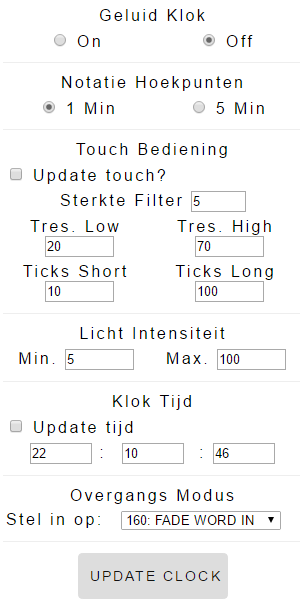 Geluid Klok
On Off
Notatie Hoekpunten
1 Min 5 Min
Touch Bediening
Update touch?
Sterkte Filter 5
Tres. Low Tres. High
20 70
Ticks Short Ticks Long
10 100
Licht Intensiteit
Min. 5 Max. 100
Klok Tijd
Update tijd
22 : 10 : 46
Overgangs Modus
Stel in op: 160: FADE WORD IN
UPDATE CLOCK